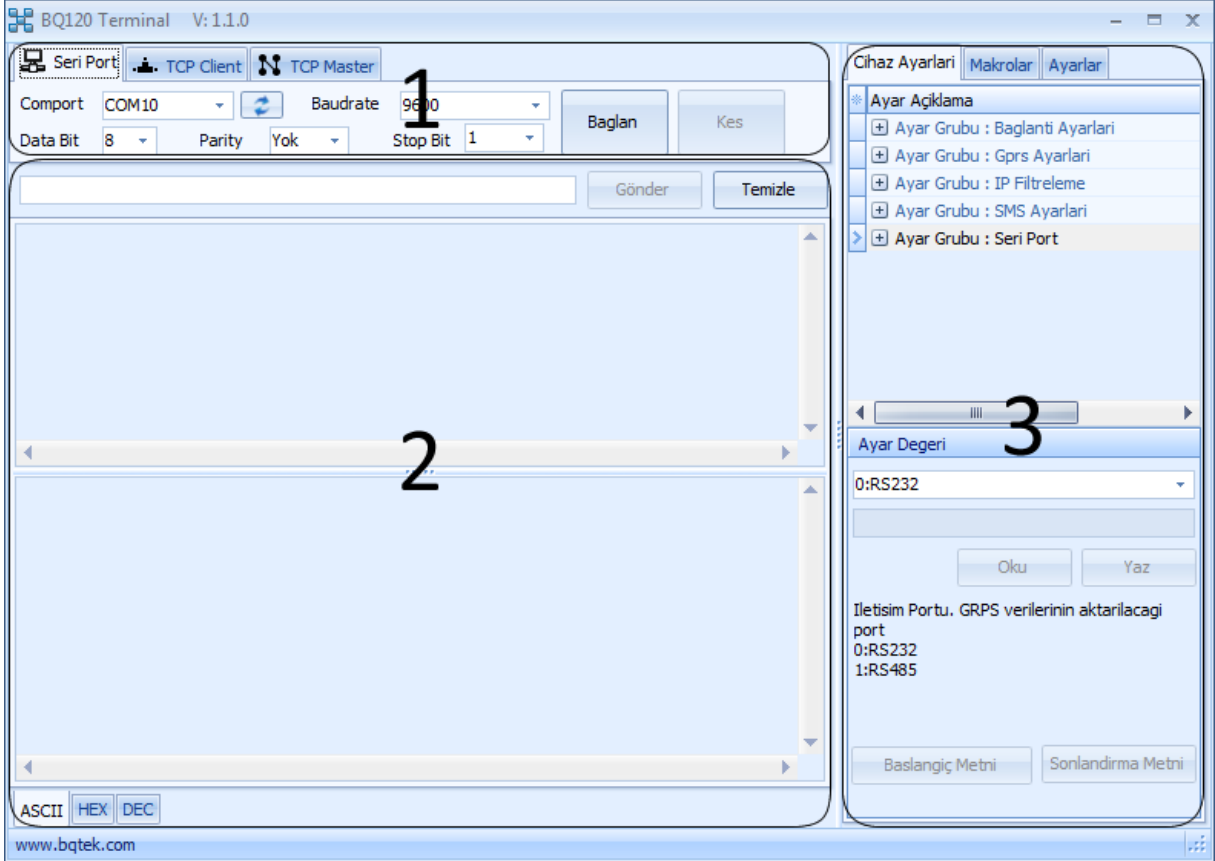 BQ120 Terminal V: 1.1.0
Seri Port TCP Client TCP Master
1
Comport COM10 Baudrate 9600
Baglan Kes
Data Bit 8 Parity Yok Stop Bit 1
Gönder Temizle
2
ASCII HEX DEC
Cihaz Ayarlari Makrolar Ayarlar
Ayar Açiklama
Ayar Grubu : Baglanti Ayarlari
Ayar Grubu : Gprs Ayarlari
Ayar Grubu : IP Filtreleme
Ayar Grubu : SMS Ayarlari
Ayar Grubu : Seri Port
3
Ayar Degeri
0:RS232
Oku Yaz
Iletisim Portu. GRPS verilerinin aktarilacagi
port
0:RS232
1:RS485
Baslangiç Metni Sonlandirma Metni
www.bqtek.com